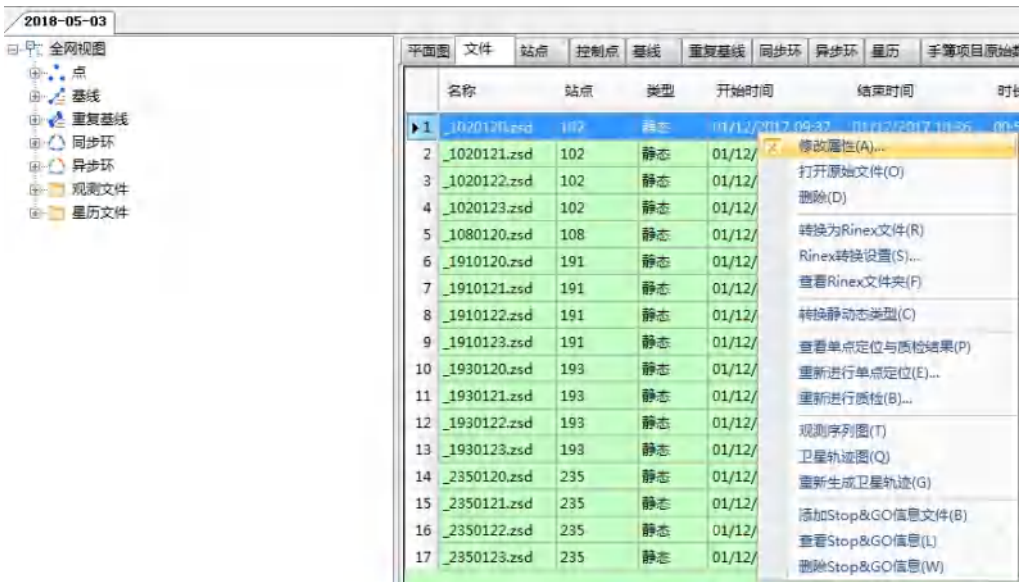 2018-05-03
全网视图
点
基线
重复基线
同步环
异步环
观测文件
星历文件
平面图 文件 站点 控制点 基线 重复基线 同步环 异步环 星历 手簿项目原始数
名称 站点 类型 开始时间 结束时间 时长
1 _1020120.zsd 102 静态 01/12/2017 09:37 01/12/2017 10:36
2 _1020121.zsd 102 静态 01/12/
3 _1020122.zsd 102 静态 01/12/
4 _1020123.zsd 102 静态 01/12/
5 _1080120.zsd 108 静态 01/12/
6 _1910120.zsd 191 静态 01/12/
7 _1910121.zsd 191 静态 01/12/
8 _1910122.zsd 191 静态 01/12/
9 _1910123.zsd 191 静态 01/12/
10 _1930120.zsd 193 静态 01/12/
11 _1930121.zsd 193 静态 01/12/
12 _1930122.zsd 193 静态 01/12/
13 _1930123.zsd 193 静态 01/12/
14 _2350120.zsd 235 静态 01/12/
15 _2350121.zsd 235 静态 01/12/
16 _2350122.zsd 235 静态 01/12/
17 _2350123.zsd 235 静态 01/12/
修改属性(A)...
打开原始文件(O)
删除(D)
转换为Rinex文件(R)
Rinex转换设置(S)...
查看Rinex文件夹(F)
转换静动态类型(C)
查看单点定位与质检结果(P)
重新进行单点定位(E)...
重新进行质检(B)...
观测序列图(T)
卫星轨迹图(Q)
重新生成卫星轨迹(G)
添加Stop&GO信息文件(B)
查看Stop&GO信息(L)
删除Stop&GO信息(W)